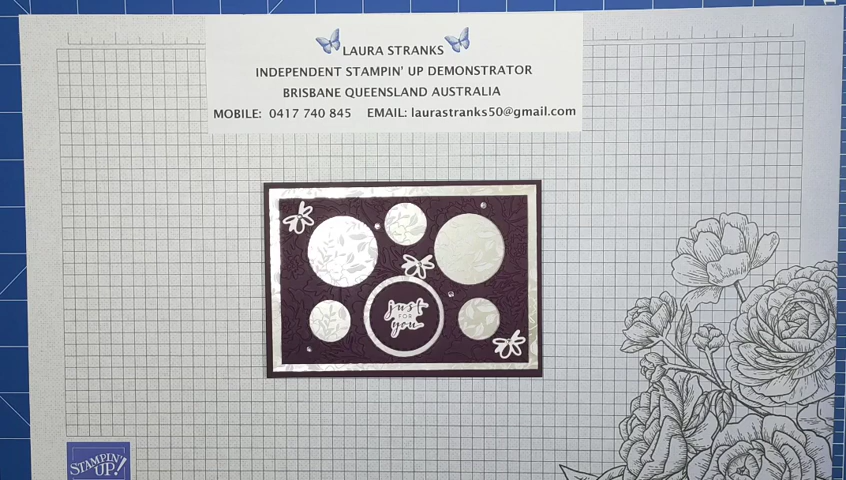 LAURA STRANKS
INDEPENDENT STAMPIN' UP DEMONSTRATOR
BRISBANE QUEENSLAND AUSTRALIA
MOBILE: 0417 740 845 EMAIL: laurastranks50@gmail.com
just
FOR
you
STAMPIN'
UP!